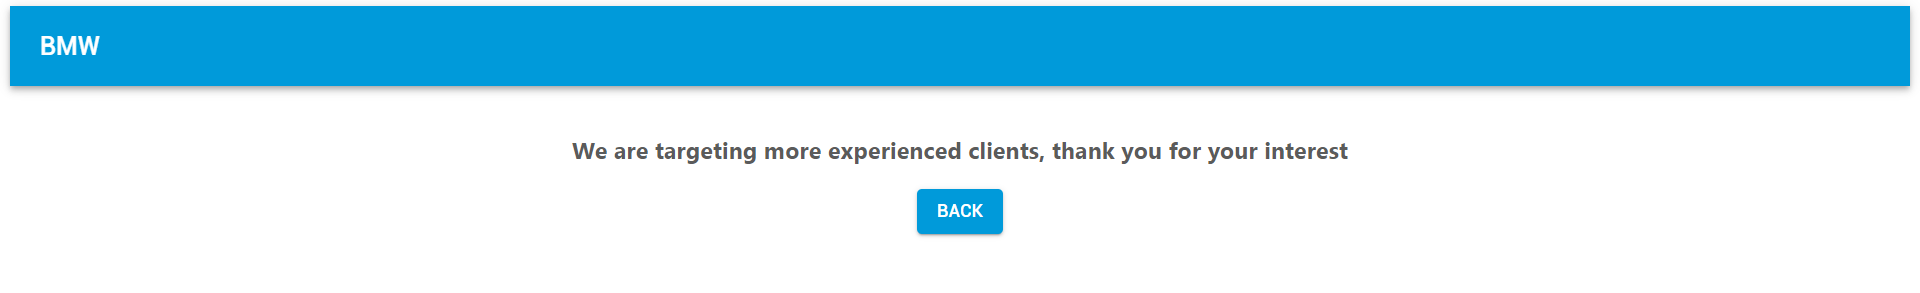 BMW
We are targeting more experienced clients, thank you for your interest
BACK